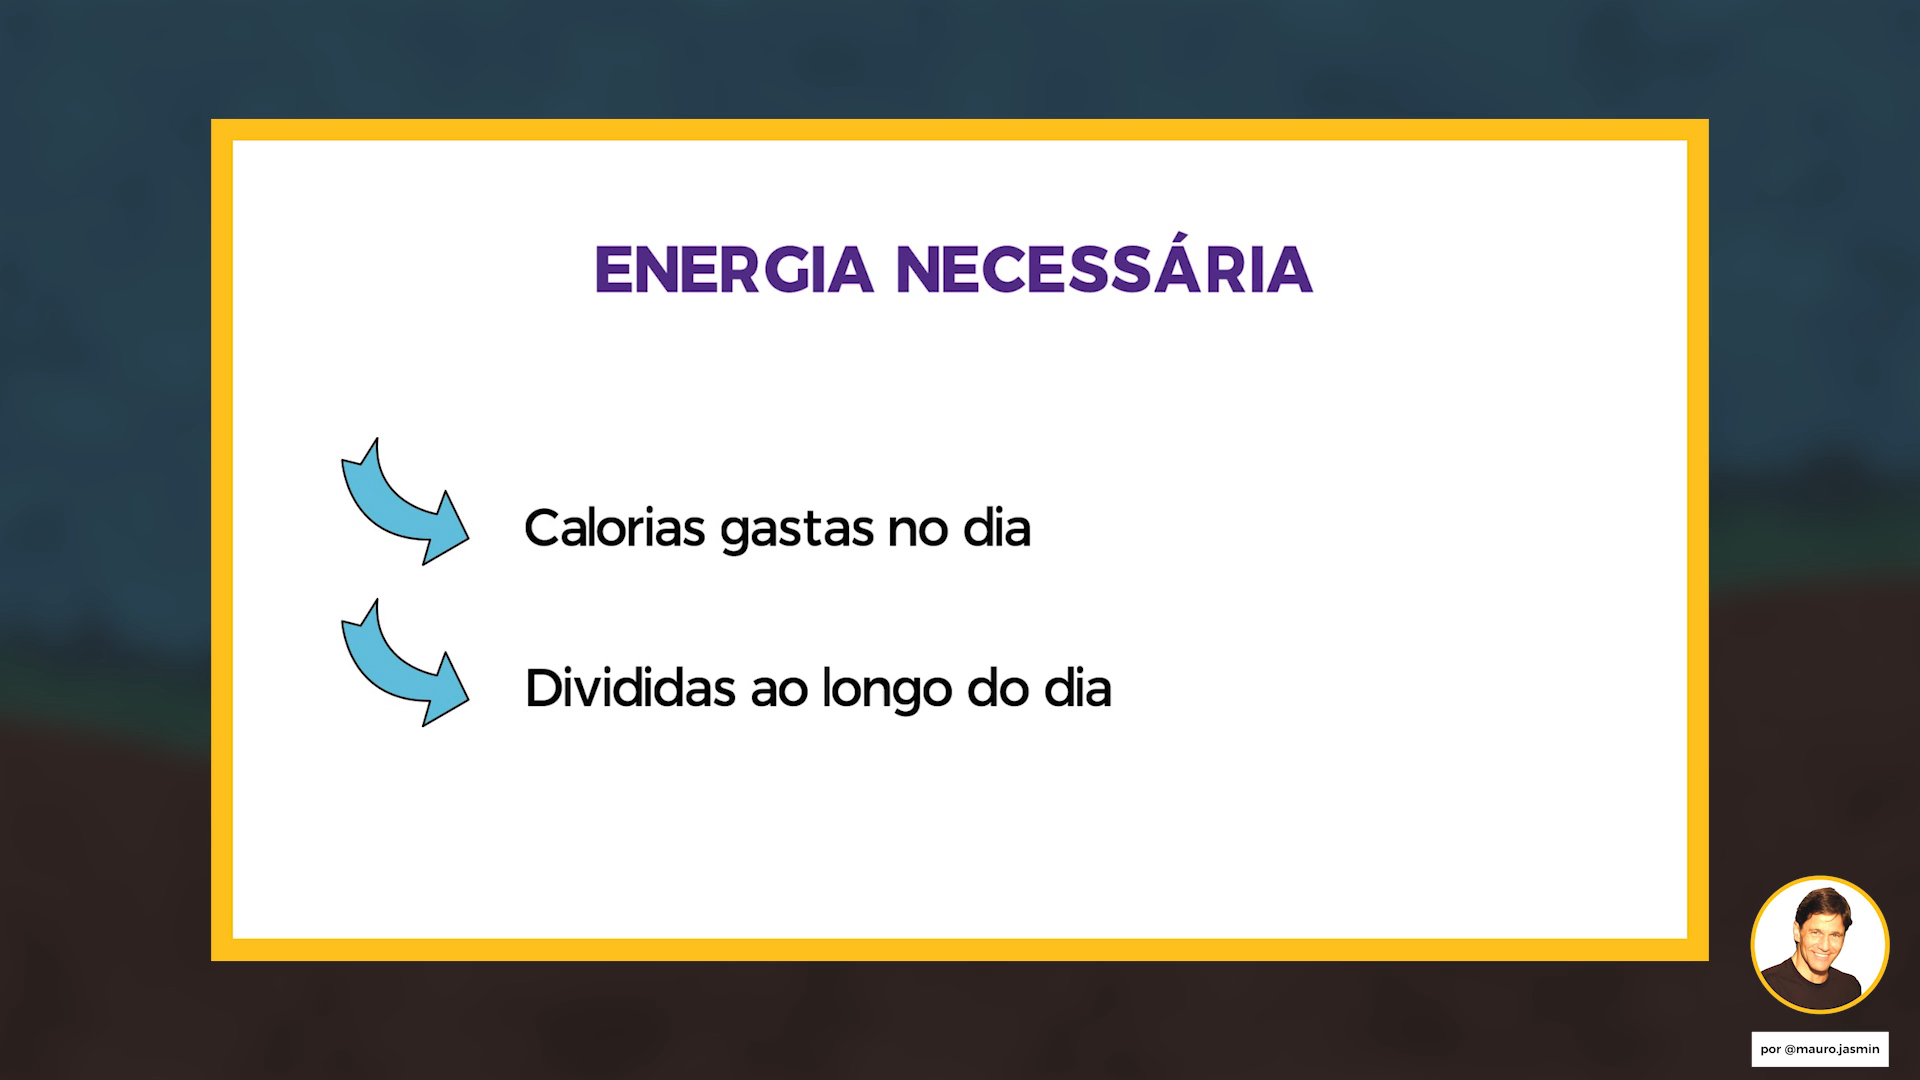 ENERGIA NECESSÁRIA
Calorias gastas no dia
Divididas ao longo do dia
por @mauro.jasmin